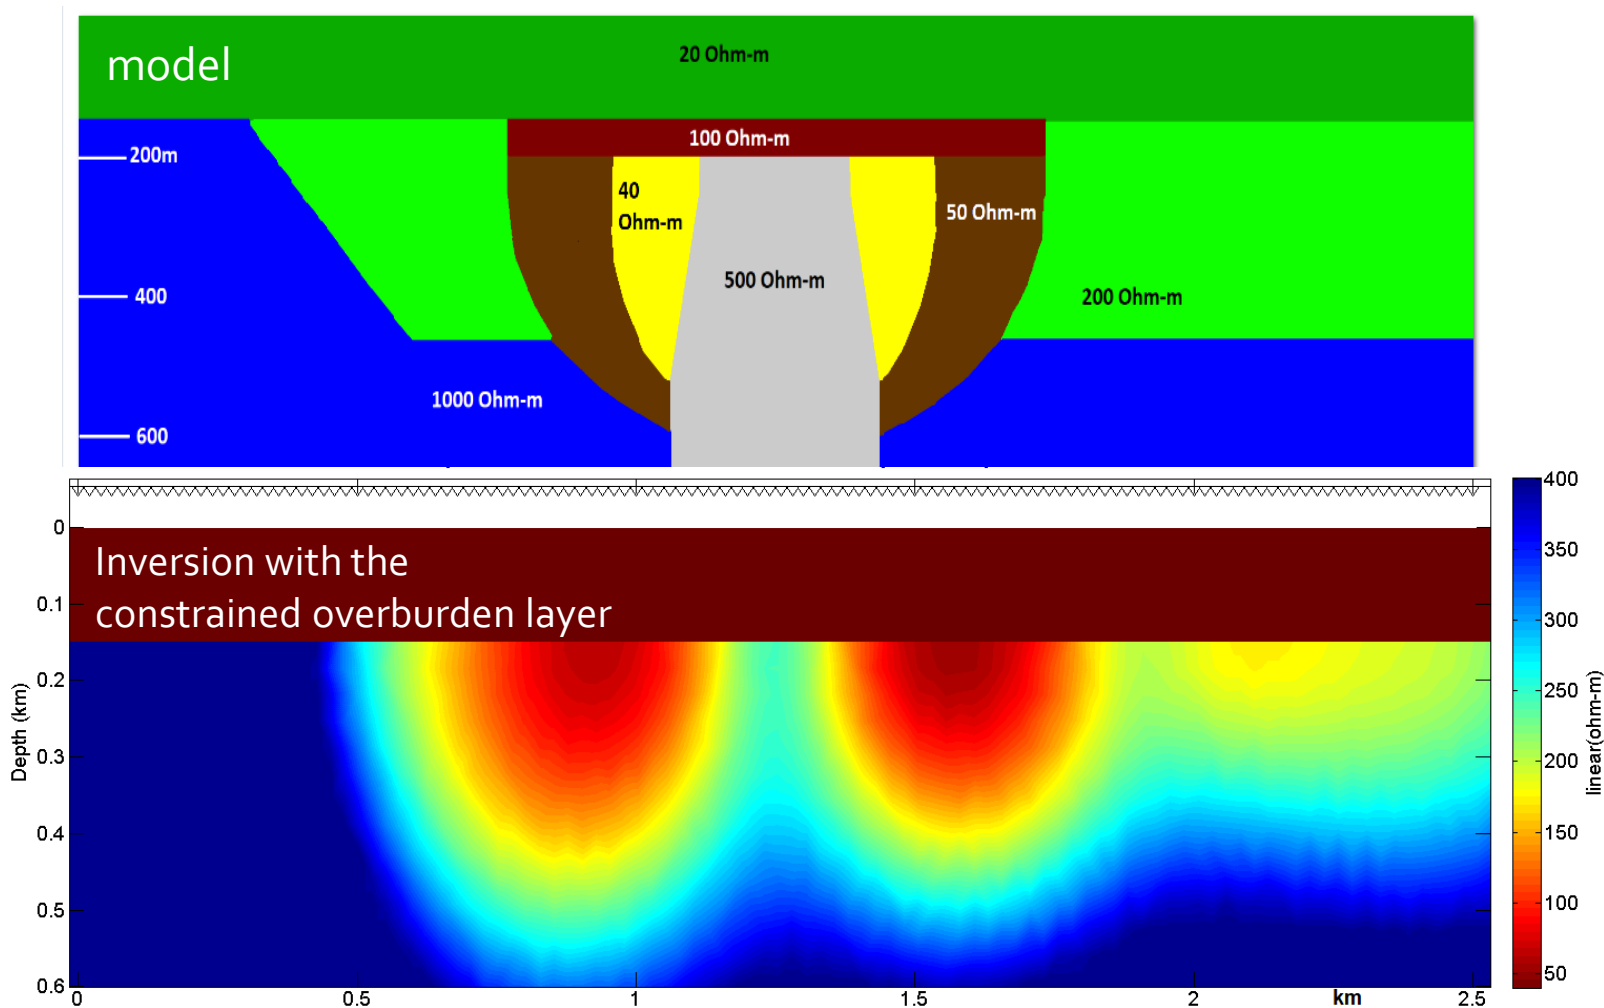 model
20 Ohm-m
100 Ohm-m
200m
40
Ohm-m
50 Ohm-m
500 Ohm-m
400
200 Ohm-m
1000 Ohm-m
600
Inversion with the
constrained overburden layer
0
0.1
0.2
0.3
0.4
0.5
0.6
Depth (km)
0
0.5
1
1.5
2
km
2.5
400
350
300
250
200
150
100
50
linear(ohm-m)